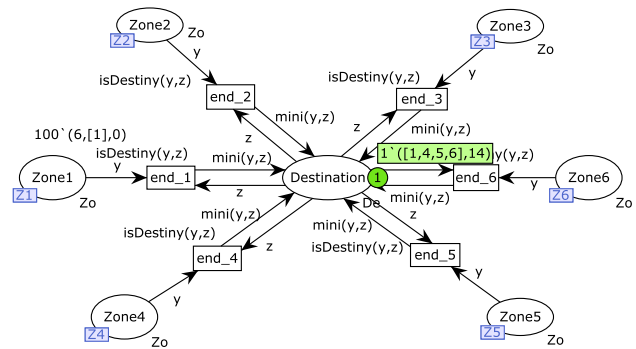 Zone2
Zo
Z2
y
isDestiny(y,z)
end_2
mini(y,z)
z
Zone3
Zo
Z3
y
isDestiny(y,z)
end_3
mini(y,z)
z
100`(6,[1],0)
Zone1
Zo
Z1
y
isDestiny(y,z)
end_1
mini(y,z)
z
Destination
De
1
1`([1,4,5,6],14)
y(y,z)
end_6
mini(y,z)
y
Zone6
Zo
Z6
mini(y,z)
isDestiny(y,z)
end_4
z
y
Zone4
Zo
Z4
mini(y,z)
isDestiny(y,z)
z
end_5
y
Zone5
Zo
Z5